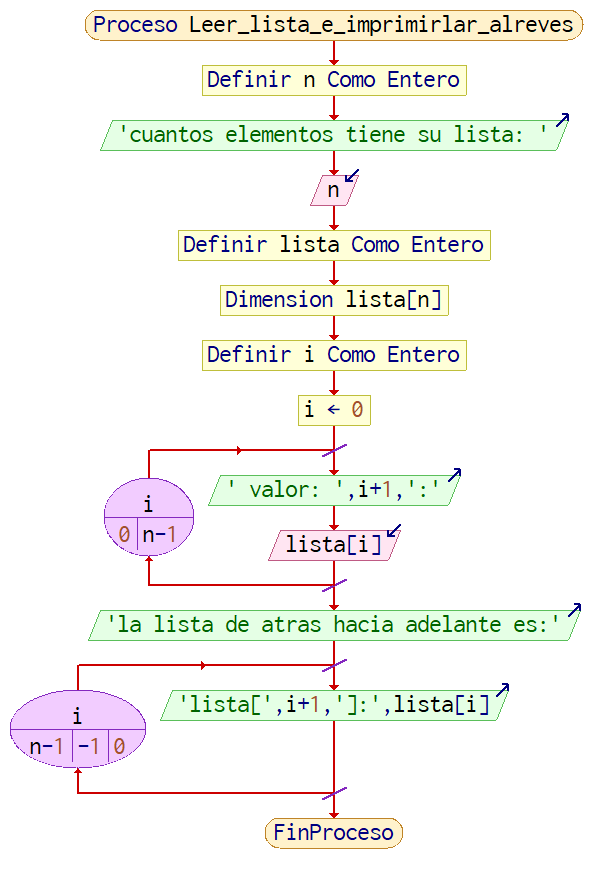 Proceso Leer_lista_e_imprimirlar_alreves
Definir n Como Entero
'cuantos elementos tiene su lista: '
n
Definir lista Como Entero
Dimension lista[n]
Definir i Como Entero
i ← 0
i
0 n-1
' valor: ',i+1,':'
lista[i]
'la lista de atras hacia adelante es:'
i
n-1 -1 0
'lista[',i+1,']:',lista[i]
FinProceso